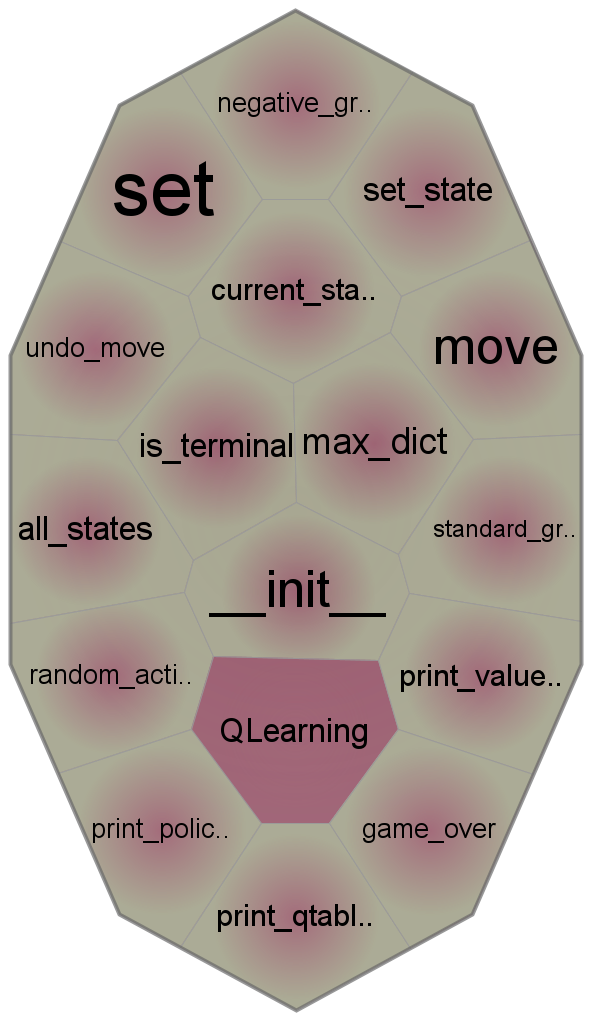 negative_gr..
set
set_state
current_sta..
undo_move
move
is_terminal
max_dict
all_states
standard_gr..
__init__
random_acti..
print_value..
QLearning
print_polic..
game_over
print_qtabl..